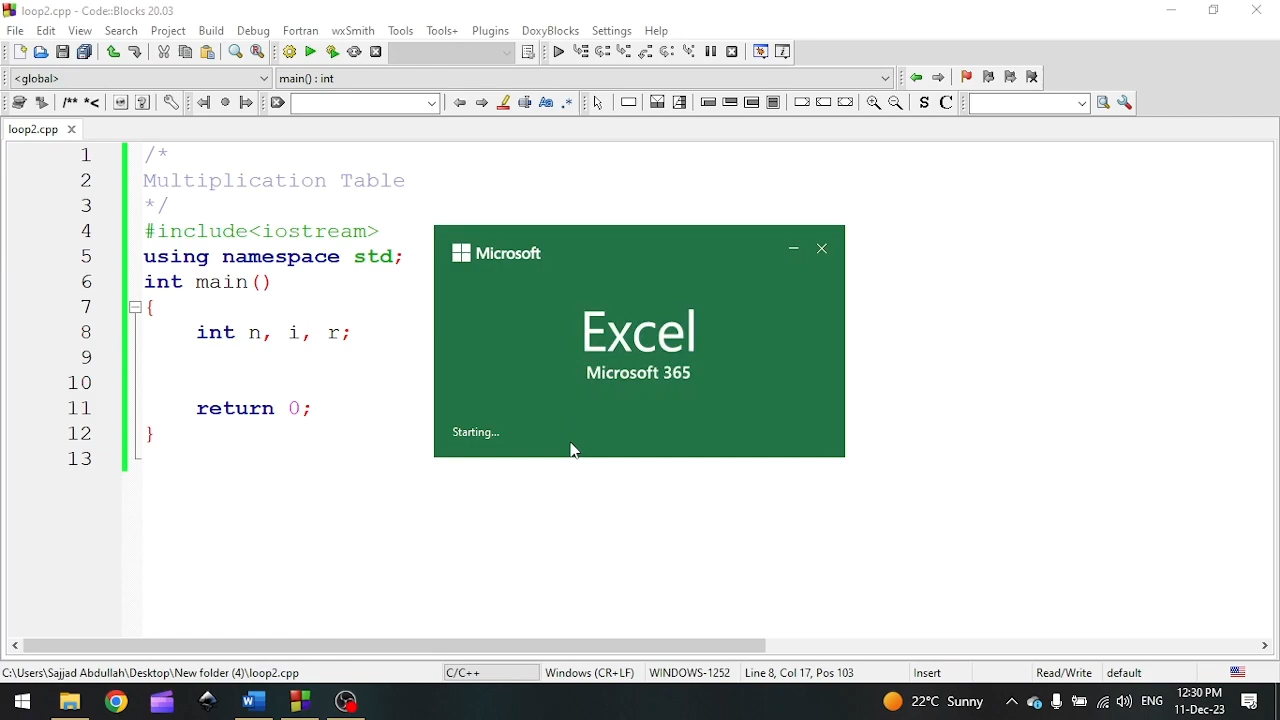 loop2.cpp - Code::Blocks 20.03
File Edit View Search Project Build Debug Fortran wxSmith Tools Tools+ Plugins DoxyBlocks Settings Help
<global> main() : int
/** *< Aa .* S C
loop2.cpp
1 /*
2 Multiplication Table
3 */
4 #include<iostream>
5 using namespace std;
6 int main()
7 {
8 int n, i, r;
9
10
11 return 0;
12 }
13
Microsoft
Excel
Microsoft 365
Starting...
C:\Users\Sajjad Abdullah\Desktop\New folder (4)\loop2.cpp C/C++ Windows (CR+LF) WINDOWS-1252 Line 8, Col 17, Pos 103 Insert Read/Write default
22°C Sunny ENG 12:30 PM
11-Dec-23